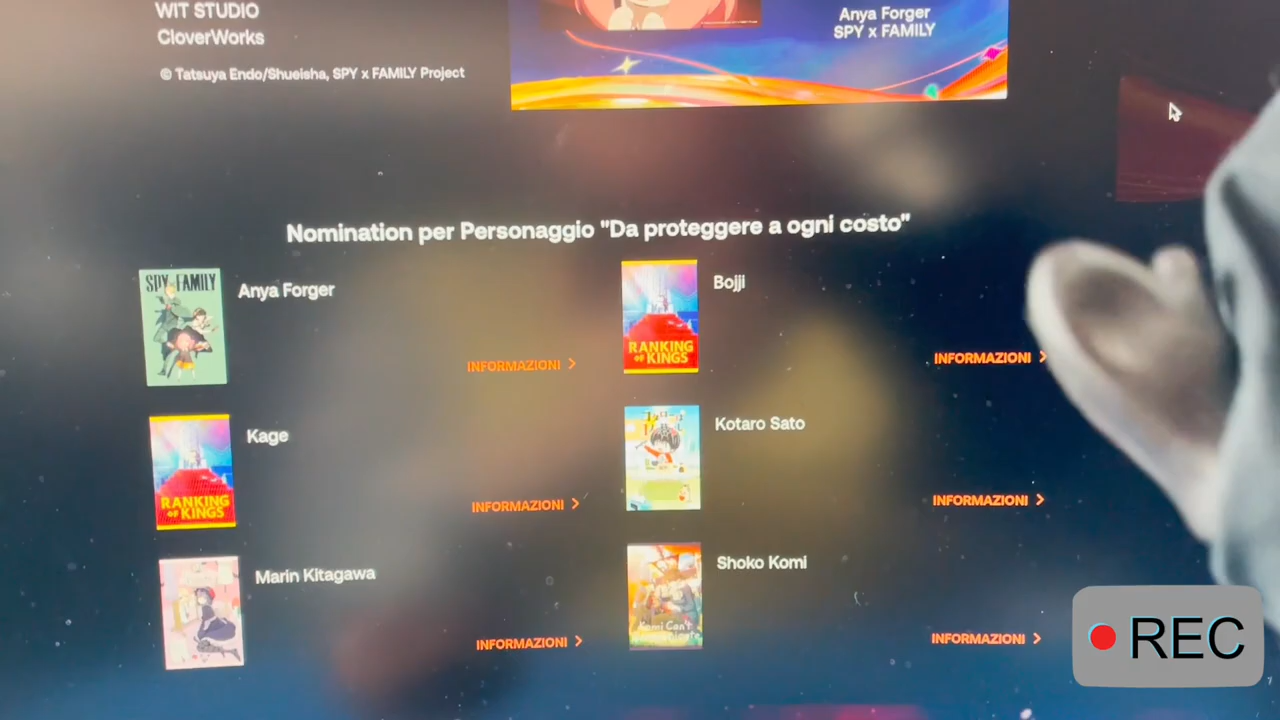 WIT STUDIO
CloverWorks
© Tatsuya Endo/Shueisha, SPY x FAMILY Project
Anya Forger
SPY x FAMILY
Nomination per Personaggio "Da proteggere a ogni costo"
SPY FAMILY
Anya Forger
INFORMAZIONI
RANKING
OF KINGS
Bojji
INFORMAZIONI
RANKING
OF KINGS
Kage
INFORMAZIONI
Kotaro Sato
INFORMAZIONI
Marin Kitagawa
INFORMAZIONI
Komi Can't
Shoko Komi
INFORMAZIONI
REC